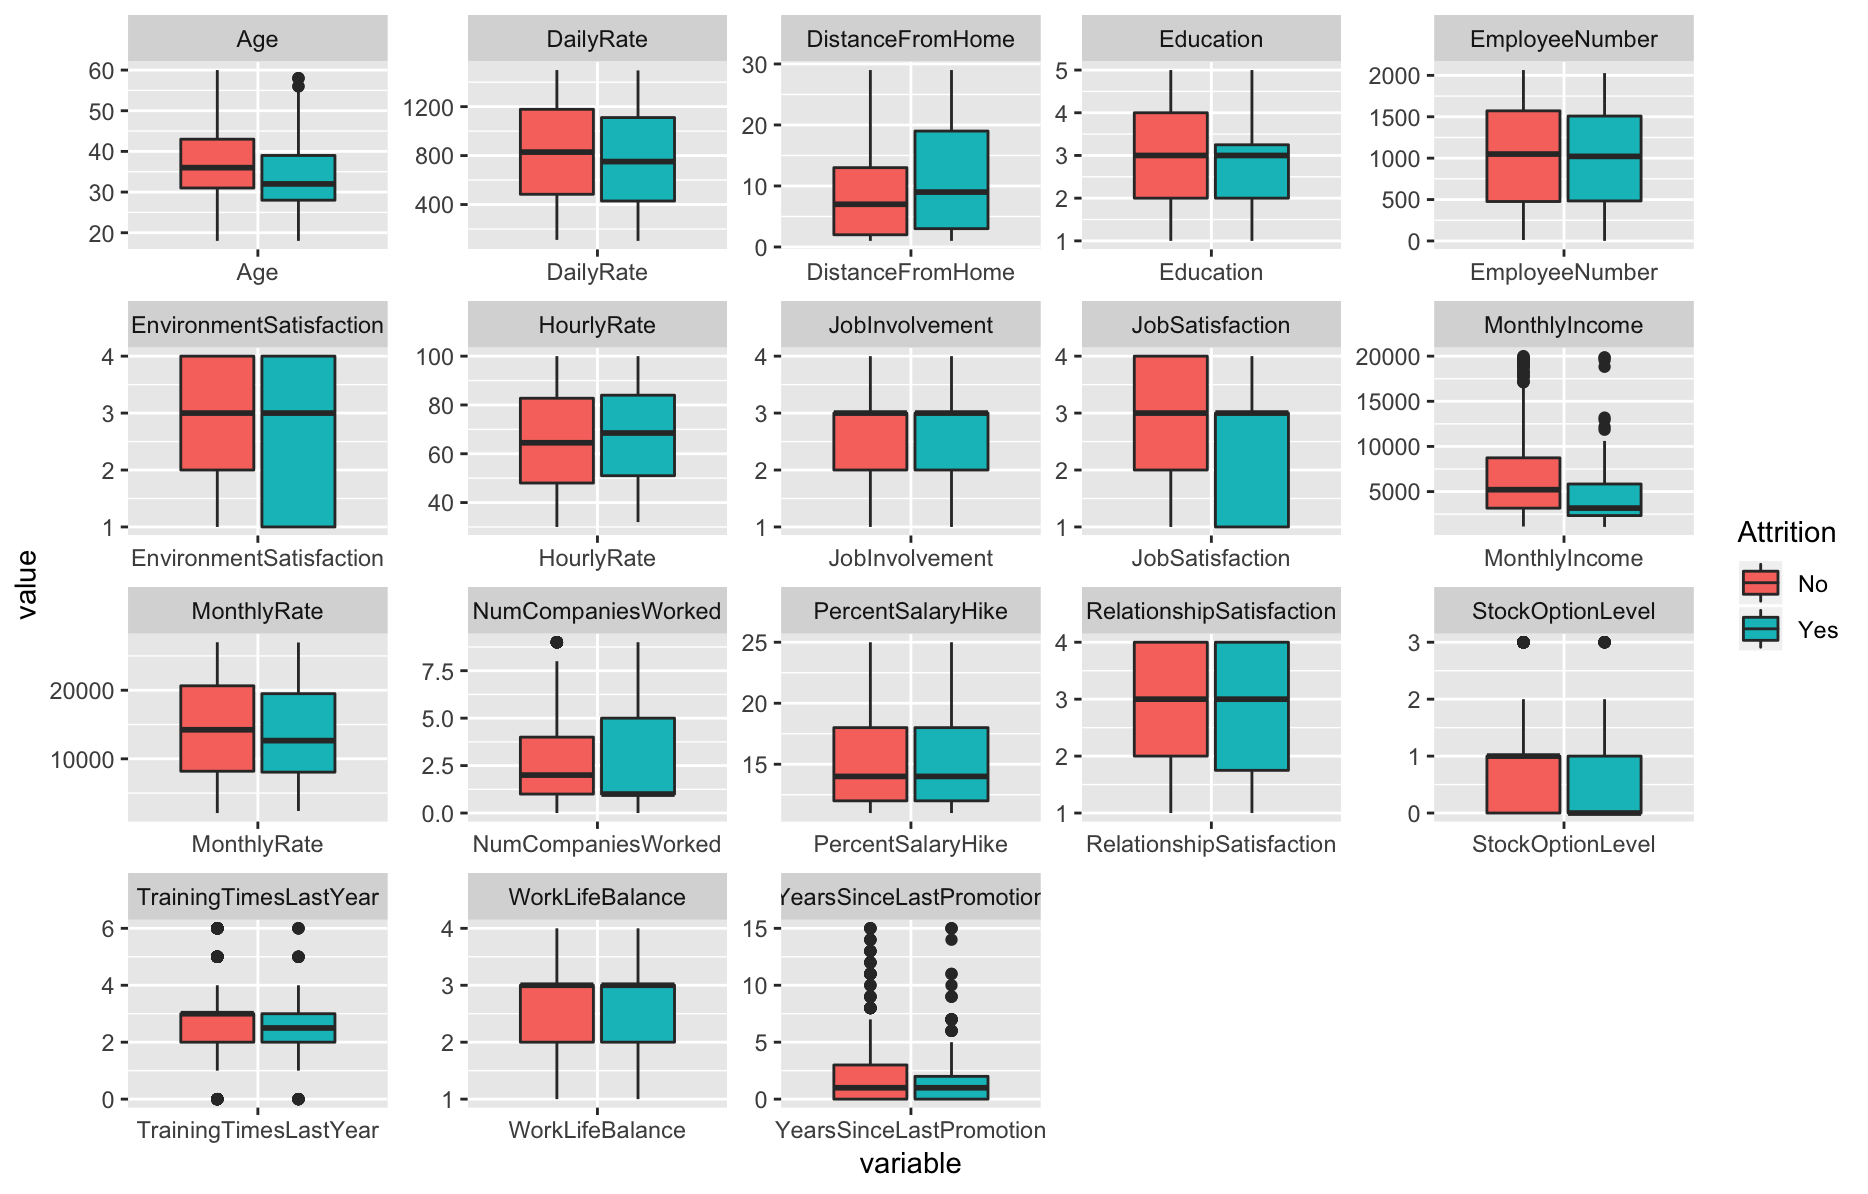 Age DailyRate DistanceFromHome Education EmployeeNumber
60 50 40 30 20
1200 800 400
30 20 10 0
5 4 3 2 1
2000 1500 1000 500 0
Age DailyRate DistanceFromHome Education EmployeeNumber
EnvironmentSatisfaction HourlyRate JobInvolvement JobSatisfaction MonthlyIncome
4 3 2 1
100 80 60 40
4 3 2 1
4 3 2 1
20000 15000 10000 5000
EnvironmentSatisfaction HourlyRate JobInvolvement JobSatisfaction MonthlyIncome
MonthlyRate NumCompaniesWorked PercentSalaryHike RelationshipSatisfaction StockOptionLevel
20000 10000
7.5 5.0 2.5 0.0
25 20 15
4 3 2 1
3 2 1 0
MonthlyRate NumCompaniesWorked PercentSalaryHike RelationshipSatisfaction StockOptionLevel
TrainingTimesLastYear WorkLifeBalance YearsSinceLastPromotion
6 4 2 0
4 3 2 1
15 10 5 0
TrainingTimesLastYear WorkLifeBalance YearsSinceLastPromotion
variable
value
Attrition
No
Yes